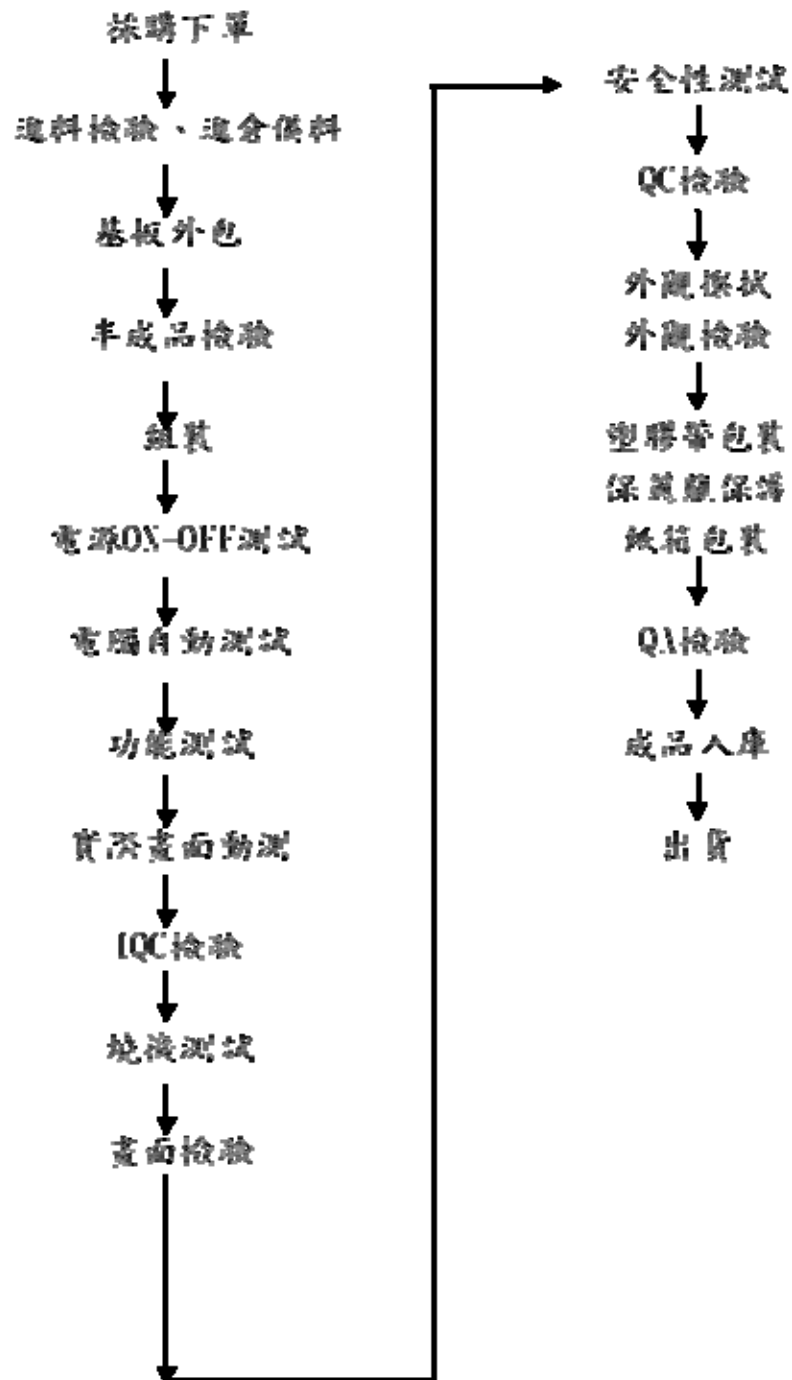 採購下單
進料檢驗、進倉備料
基板外包
半成品檢驗
組裝
電源ON-OFF測試
電腦自動測試
功能測試
實際畫面動測
IQC檢驗
燒機測試
畫面檢驗
安全性測試
QC檢驗
外觀擦拭
外觀檢驗
塑膠帶包裝
紙箱包裝
QA檢驗
成品入庫
出貨